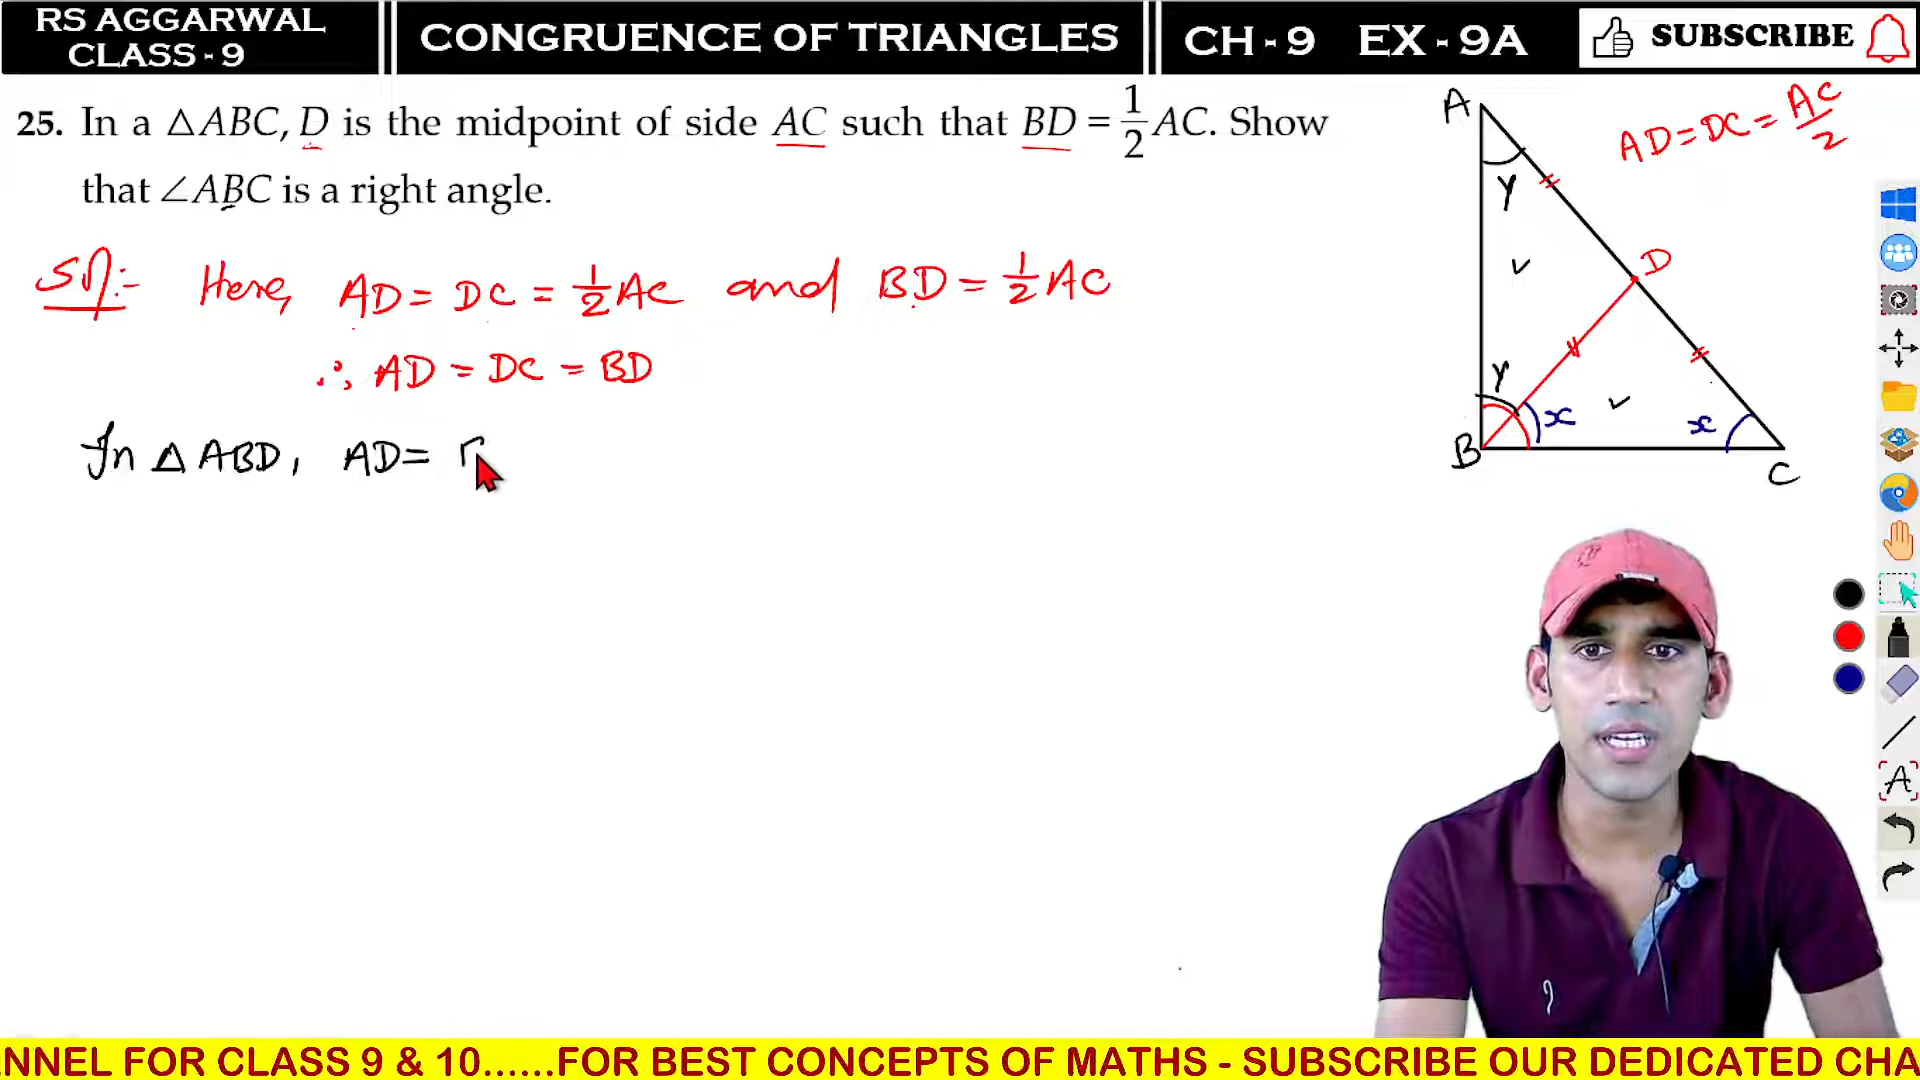 RS AGGARWAL
CLASS - 9
CONGRUENCE OF TRIANGLES
CH - 9 EX - 9A
SUBSCRIBE
25. In a △ABC, D is the midpoint of side AC such that BD = 1/2 AC. Show
that ∠ABC is a right angle.
Sol:- Here, AD = DC = 1/2 AC and BD = 1/2 AC
∴ AD = DC = BD
In △ ABD, AD =
A
AD = DC = AC/2
Y
D
Y
x
x
B
C
A
NNEL FOR CLASS 9 & 10......FOR BEST CONCEPTS OF MATHS - SUBSCRIBE OUR DEDICATED CHA